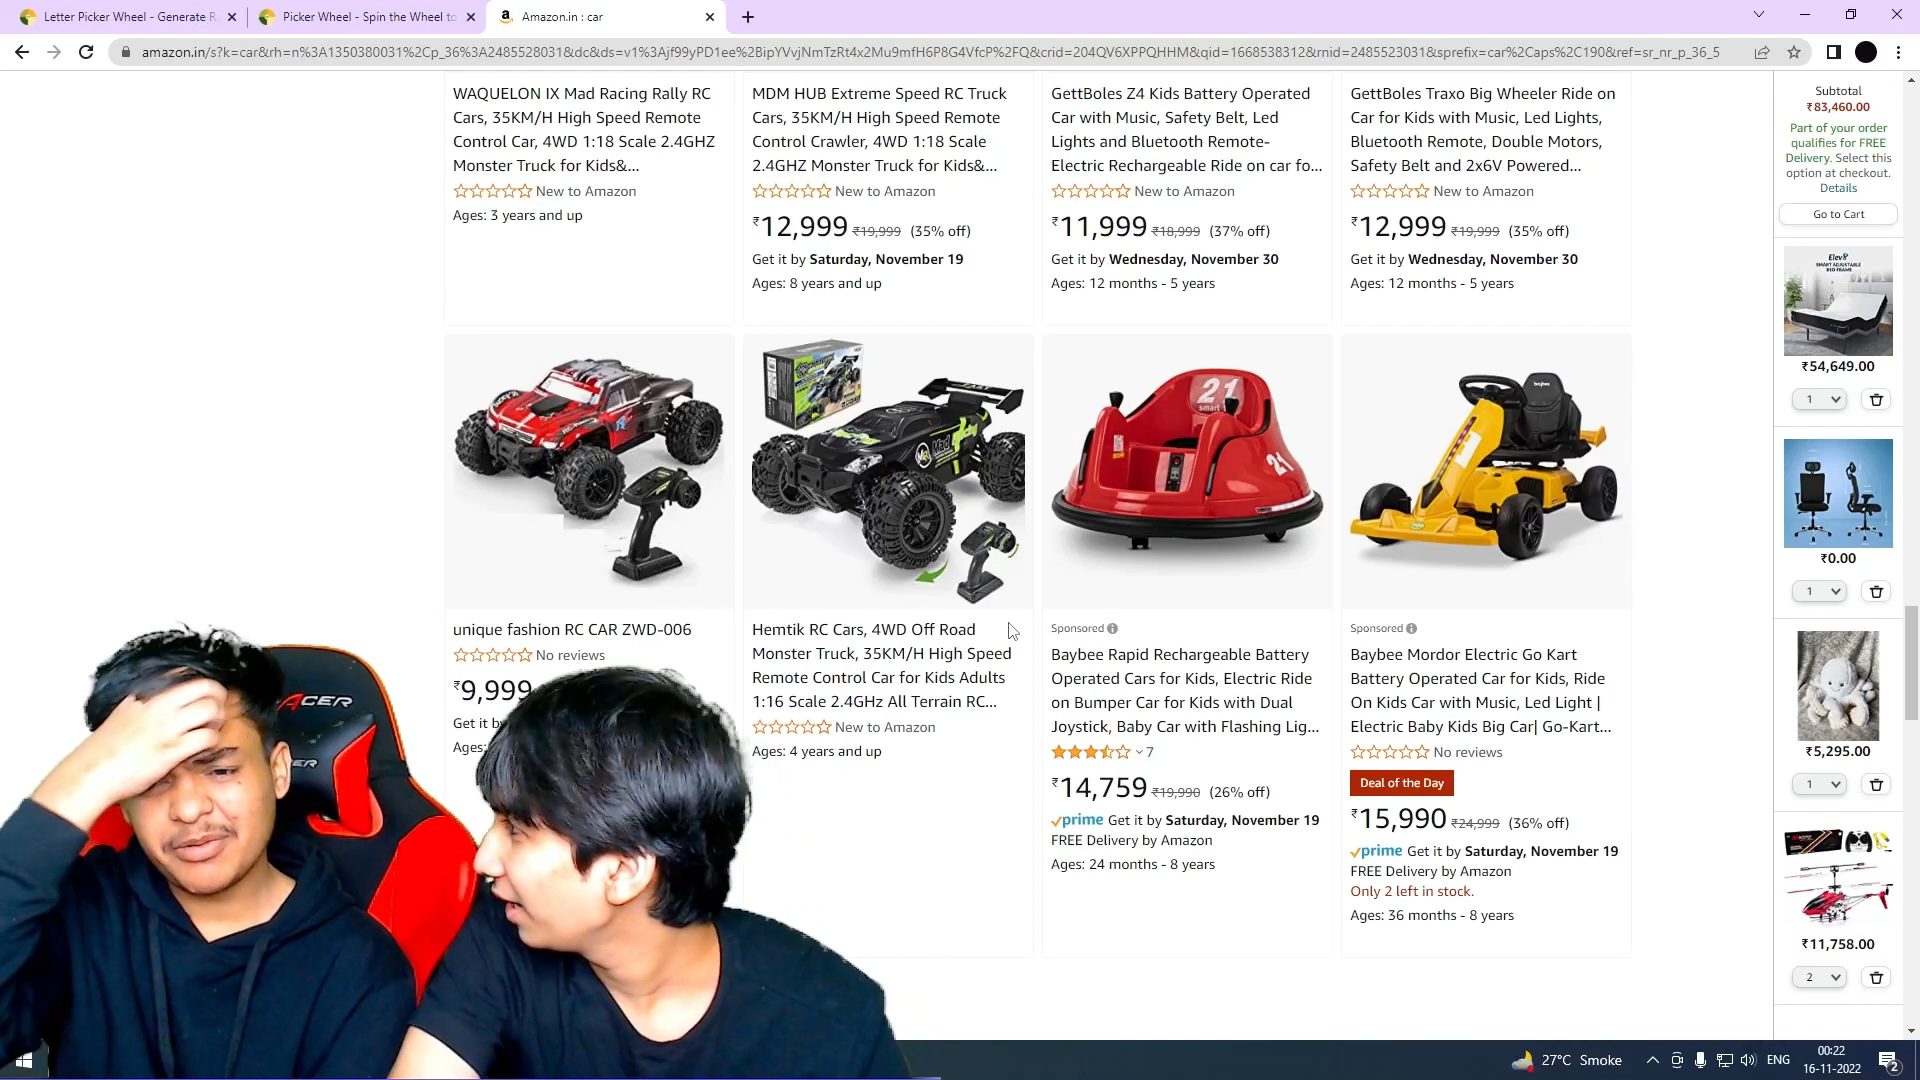 Letter Picker Wheel - Generate R
Picker Wheel - Spin the Wheel to
Amazon.in : car
amazon.in/s?k=car&rh=n%3A1350380031%2Cp_36%3A2485528031&dc&ds=v1%3Ajf99yPD1ee%2BipYVvjNmTzRt4x2Mu9mfH6P8G4VfcP%2FQ&crid=204QV6XPPQHHM&qid=1668538312&rnid=2485523031&sprefix=car%2Caps%2C190&ref=sr_nr_p_36_5
WAQUELON IX Mad Racing Rally RC
Cars, 35KM/H High Speed Remote
Control Car, 4WD 1:18 Scale 2.4GHZ
Monster Truck for Kids&...
New to Amazon
Ages: 3 years and up
MDM HUB Extreme Speed RC Truck
Cars, 35KM/H High Speed Remote
Control Crawler, 4WD 1:18 Scale
2.4GHZ Monster Truck for Kids&...
New to Amazon
₹12,999 ₹19,999 (35% off)
Get it by Saturday, November 19
Ages: 8 years and up
GettBoles Z4 Kids Battery Operated
Car with Music, Safety Belt, Led
Lights and Bluetooth Remote-
Electric Rechargeable Ride on car fo...
New to Amazon
₹11,999 ₹18,999 (37% off)
Get it by Wednesday, November 30
Ages: 12 months - 5 years
GettBoles Traxo Big Wheeler Ride on
Car for Kids with Music, Led Lights,
Bluetooth Remote, Double Motors,
Safety Belt and 2x6V Powered...
New to Amazon
₹12,999 ₹19,999 (35% off)
Get it by Wednesday, November 30
Ages: 12 months - 5 years
21
smart
21
unique fashion RC CAR ZWD-006
No reviews
₹9,999
Get it by
Ages:
Hemtik RC Cars, 4WD Off Road
Monster Truck, 35KM/H High Speed
Remote Control Car for Kids Adults
1:16 Scale 2.4GHz All Terrain RC...
New to Amazon
Ages: 4 years and up
Sponsored
Baybee Rapid Rechargeable Battery
Operated Cars for Kids, Electric Ride
on Bumper Car for Kids with Dual
Joystick, Baby Car with Flashing Lig...
7
₹14,759 ₹19,990 (26% off)
prime Get it by Saturday, November 19
FREE Delivery by Amazon
Ages: 24 months - 8 years
Sponsored
Baybee Mordor Electric Go Kart
Battery Operated Car for Kids, Ride
On Kids Car with Music, Led Light |
Electric Baby Kids Big Car| Go-Kart...
No reviews
Deal of the Day
₹15,990 ₹24,999 (36% off)
prime Get it by Saturday, November 19
FREE Delivery by Amazon
Only 2 left in stock.
Ages: 36 months - 8 years
Subtotal
₹83,460.00
Part of your order
qualifies for FREE
Delivery. Select this
option at checkout.
Details
Go to Cart
Elev8
SMART ADJUSTABLE
BED FRAME
₹54,649.00
1
₹0.00
1
₹5,295.00
1
₹11,758.00
2
ACER
27°C Smoke
ENG
00:22
16-11-2022
2